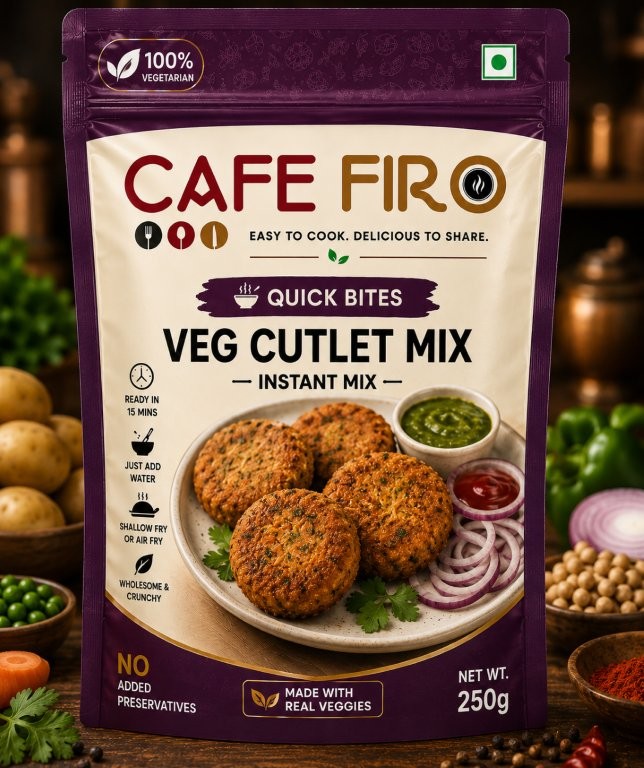 100%
VEGETARIAN
CAFE FIRO
EASY TO COOK. DELICIOUS TO SHARE.
QUICK BITES
VEG CUTLET MIX
— INSTANT MIX —
READY IN
15 MINS
JUST ADD
WATER
SHALLOW FRY
OR AIR FRY
WHOLESOME &
CRUNCHY
NO
ADDED
PRESERVATIVES
MADE WITH
REAL VEGGIES
NET WT.
250g